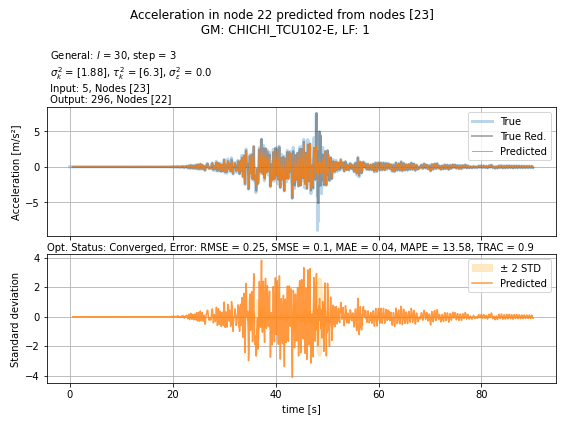 Acceleration in node 22 predicted from nodes [23]
GM: CHICHI_TCU102-E, LF: 1
General: l = 30, step = 3
σ²ₖ = [1.88], τ²ₖ = [6.3], σ²ε = 0.0
Input: 5, Nodes [23]
Output: 296, Nodes [22]
Acceleration [m/s²]
5
0
−5
True
True Red.
Predicted
Opt. Status: Converged, Error: RMSE = 0.25, SMSE = 0.1, MAE = 0.04, MAPE = 13.58, TRAC = 0.9
Standard deviation
4
2
0
−2
−4
± 2 STD
Predicted
0 20 40 60 80
time [s]